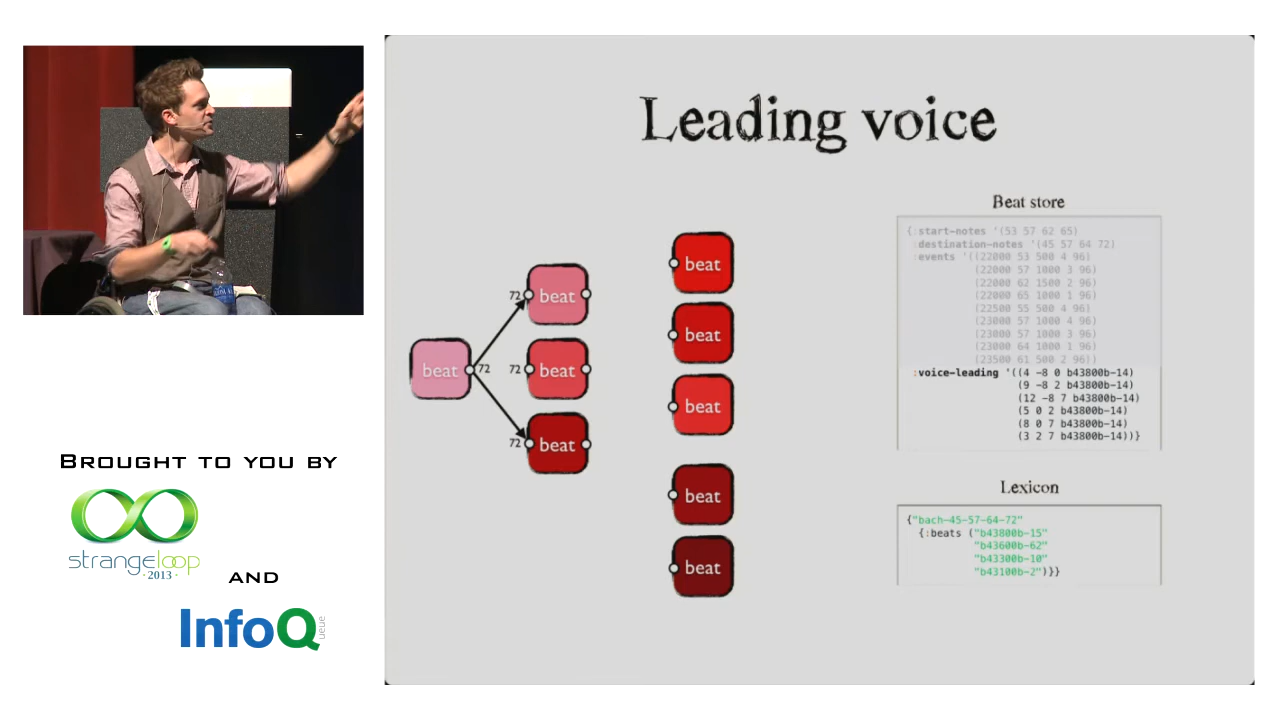 Leading voice
Beat store
{:start-notes '(53 57 62 65)
:destination-notes '(45 57 64 72)
:events '((22000 53 500 4 96)
(22000 57 1000 3 96)
(22000 62 1500 2 96)
(22000 65 1000 1 96)
(22500 55 500 4 96)
(23000 57 1000 4 96)
(23000 57 1000 3 96)
(23000 64 1000 1 96)
(23500 61 500 2 96))
:voice-leading '((4 -8 0 b43800b-14)
(9 -8 2 b43800b-14)
(12 -8 7 b43800b-14)
(5 0 2 b43800b-14)
(8 0 7 b43800b-14)
(3 2 7 b43800b-14))}
Lexicon
{"bach-45-57-64-72"
{:beats ("b43800b-15"
"b43600b-62"
"b43300b-10"
"b43100b-2")}}
beat 72
72 beat
72 beat
72 beat
beat
beat
beat
beat
beat
BROUGHT TO YOU BY
strangeloop
·2013·
AND
InfoQueue